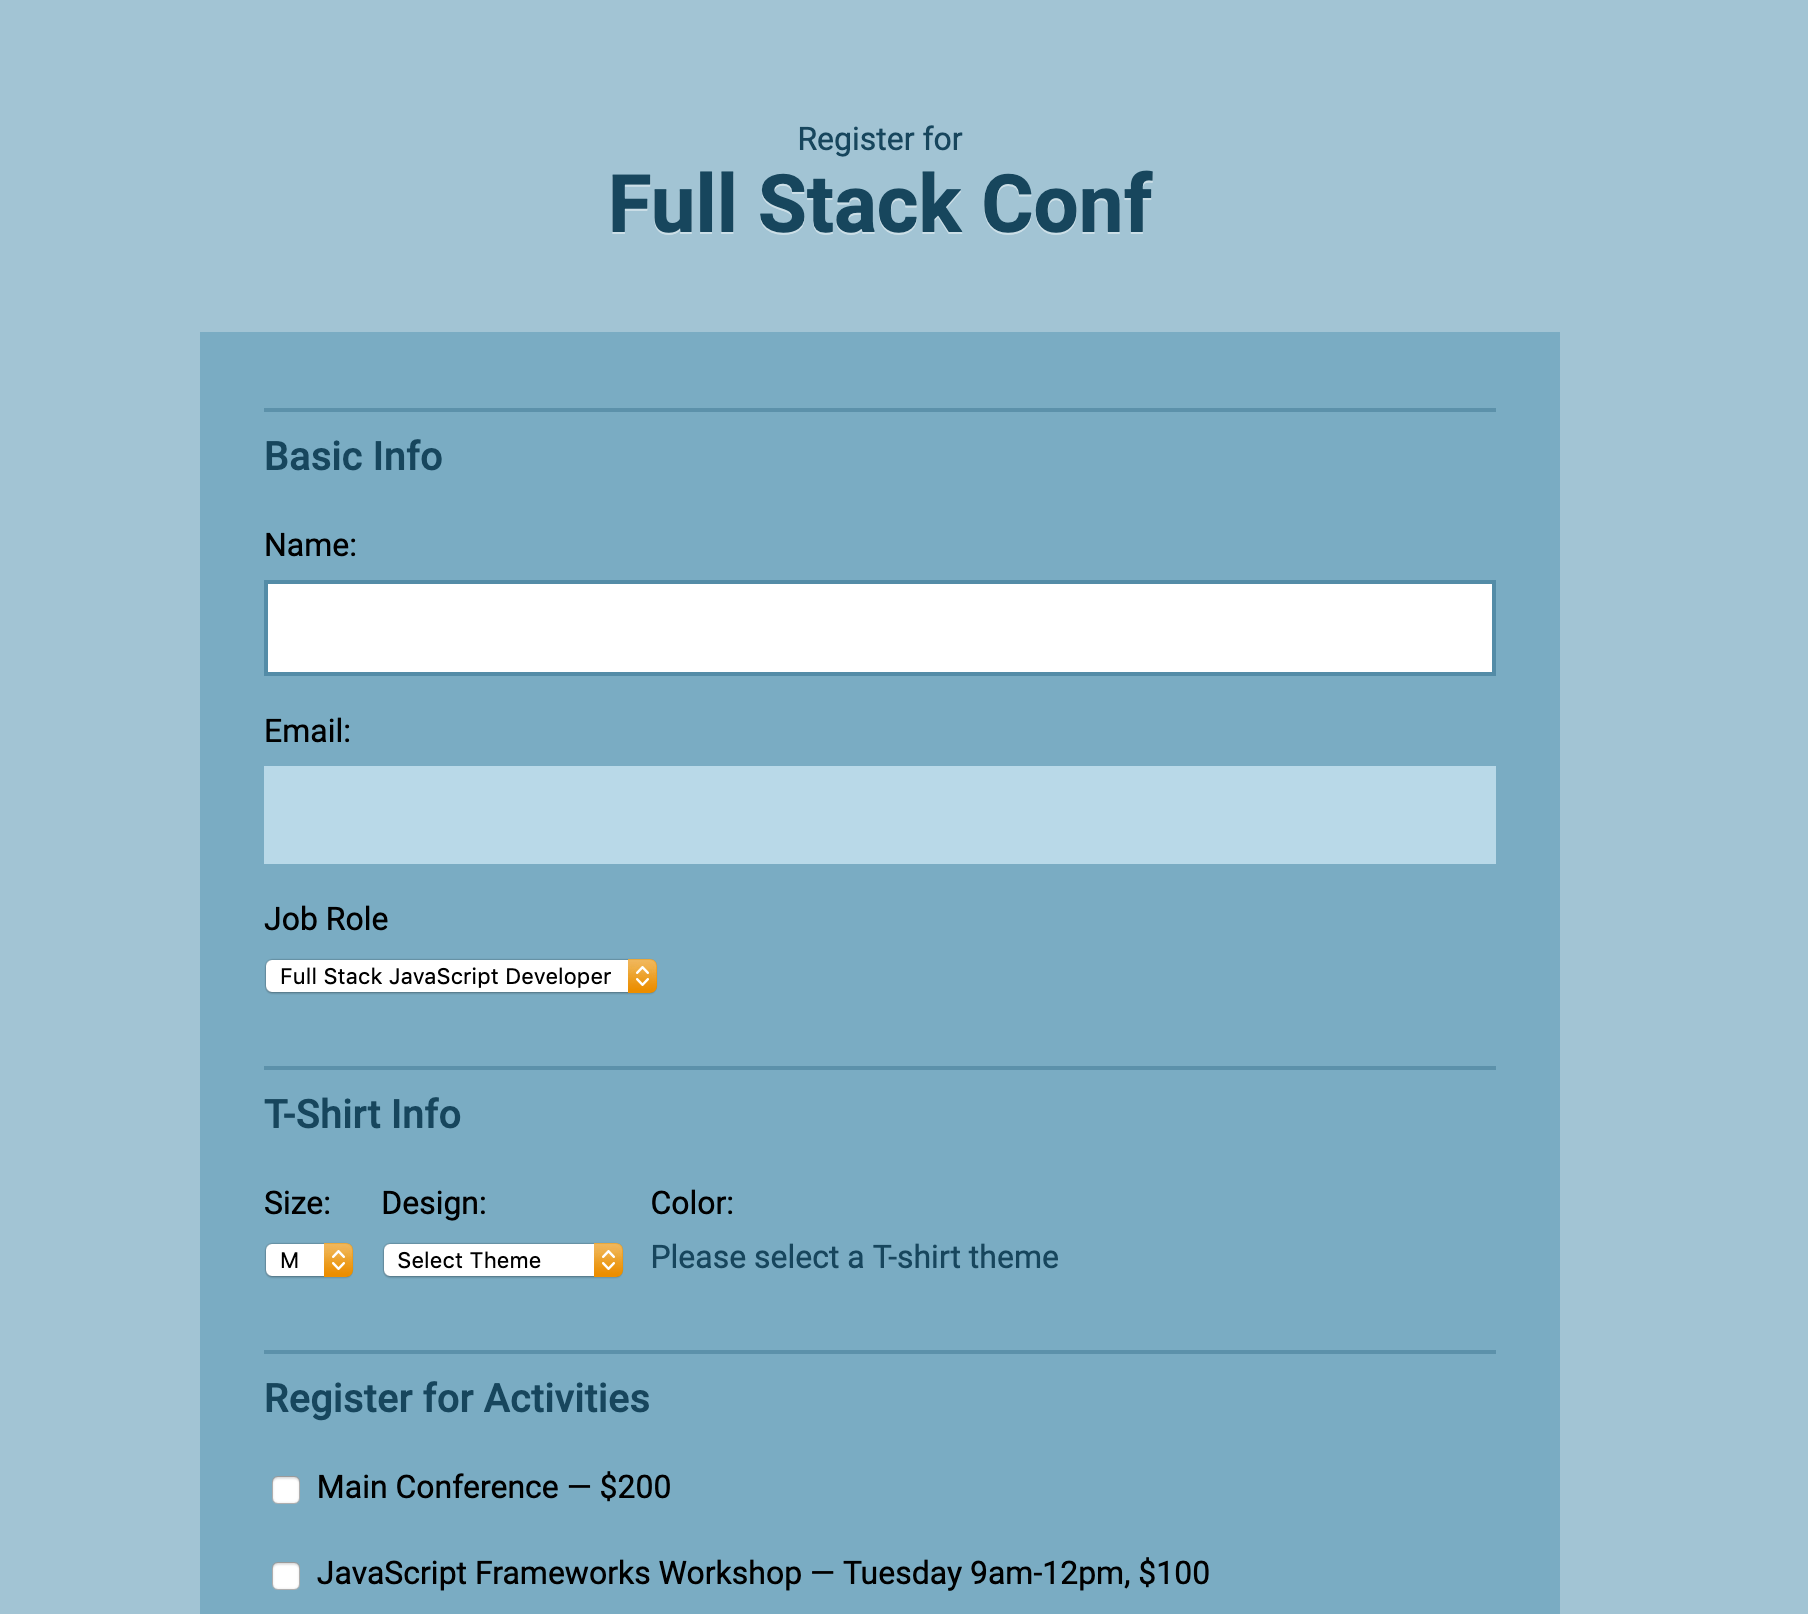 Register for
Full Stack Conf
Basic Info
Name:
Email:
Job Role
Full Stack JavaScript Developer
T-Shirt Info
Size: Design: Color:
M Select Theme Please select a T-shirt theme
Register for Activities
Main Conference — $200
JavaScript Frameworks Workshop — Tuesday 9am-12pm, $100